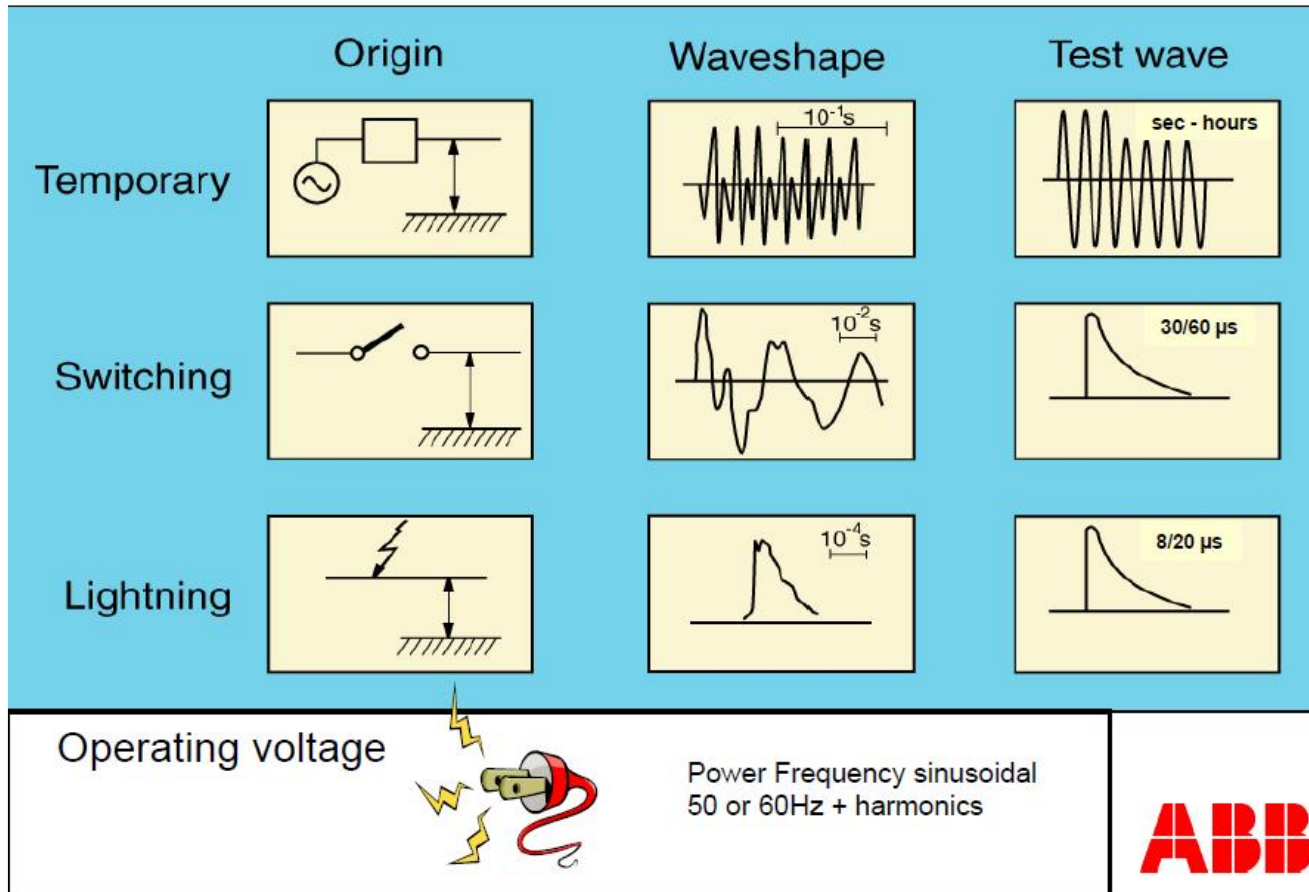 Origin
Waveshape
Test wave
Temporary
10⁻¹s
sec - hours
Switching
10⁻²s
30/60 µs
Lightning
10⁻⁴s
8/20 µs
Operating voltage
Power Frequency sinusoidal
50 or 60Hz + harmonics
ABB